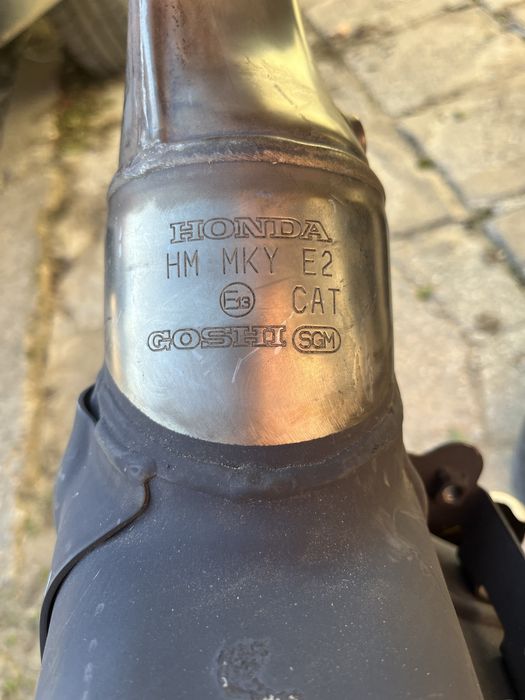 HONDA
HM MKY E2
E13 CAT
GOSHI SGM